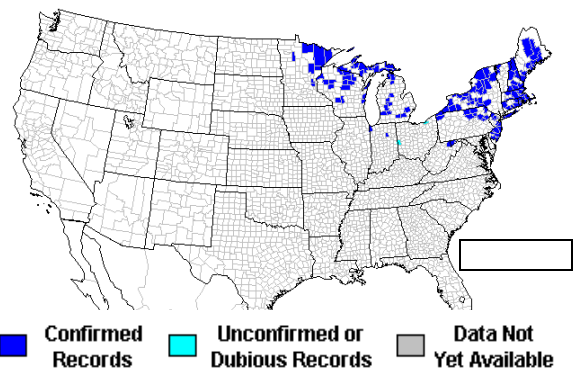 Confirmed Records
Unconfirmed or Dubious Records
Data Not Yet Available